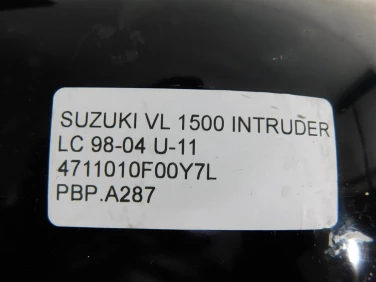 SUZUKI VL 1500 INTRUDER
LC 98-04 U-11
4711010F00Y7L
PBP.A287